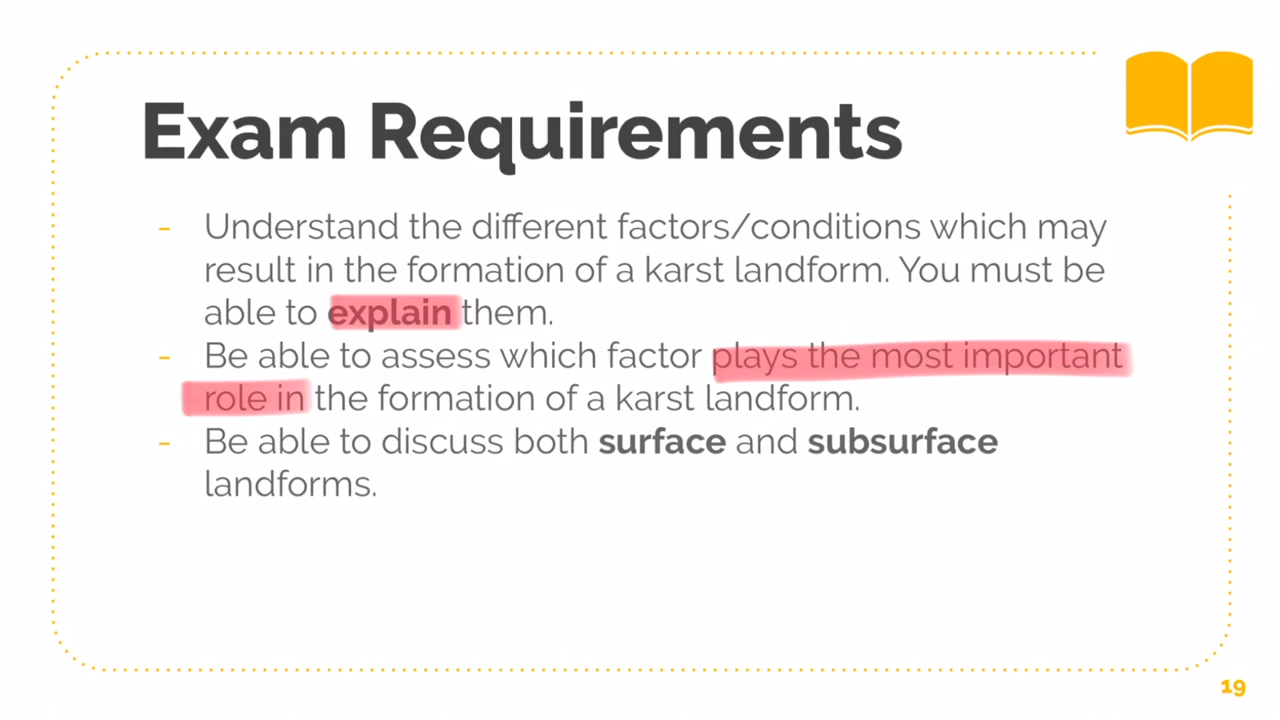 Exam Requirements
- Understand the different factors/conditions which may
result in the formation of a karst landform. You must be
able to explain them.
- Be able to assess which factor plays the most important
role in the formation of a karst landform.
- Be able to discuss both surface and subsurface
landforms.
19